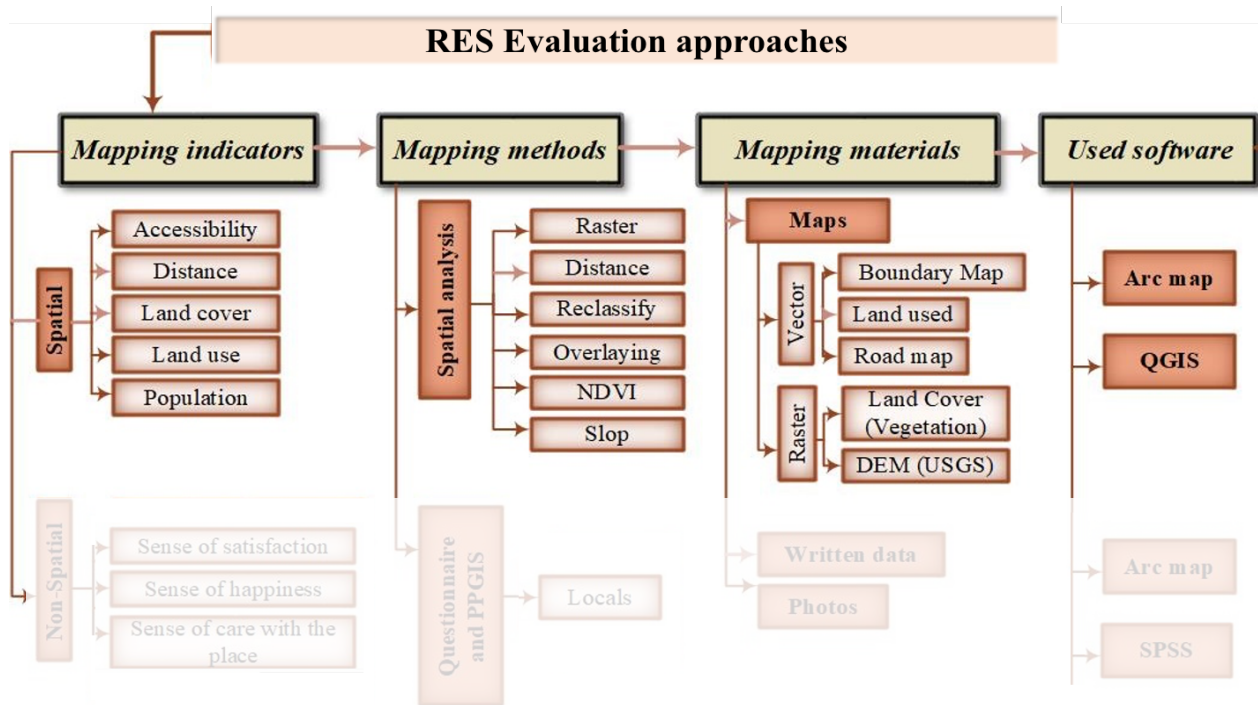 RES Evaluation approaches
Mapping indicators
Mapping methods
Mapping materials
Used software
Spatial
Accessibility
Distance
Land cover
Land use
Population
Spatial analysis
Raster
Distance
Reclassify
Overlaying
NDVI
Slop
Maps
Vector
Boundary Map
Land used
Road map
Raster
Land Cover
(Vegetation)
DEM (USGS)
Arc map
QGIS
Non-Spatial
Sense of satisfaction
Sense of happiness
Sense of care with the
place
Questionnaire
and PPGIS
Locals
Written data
Photos
Arc map
SPSS